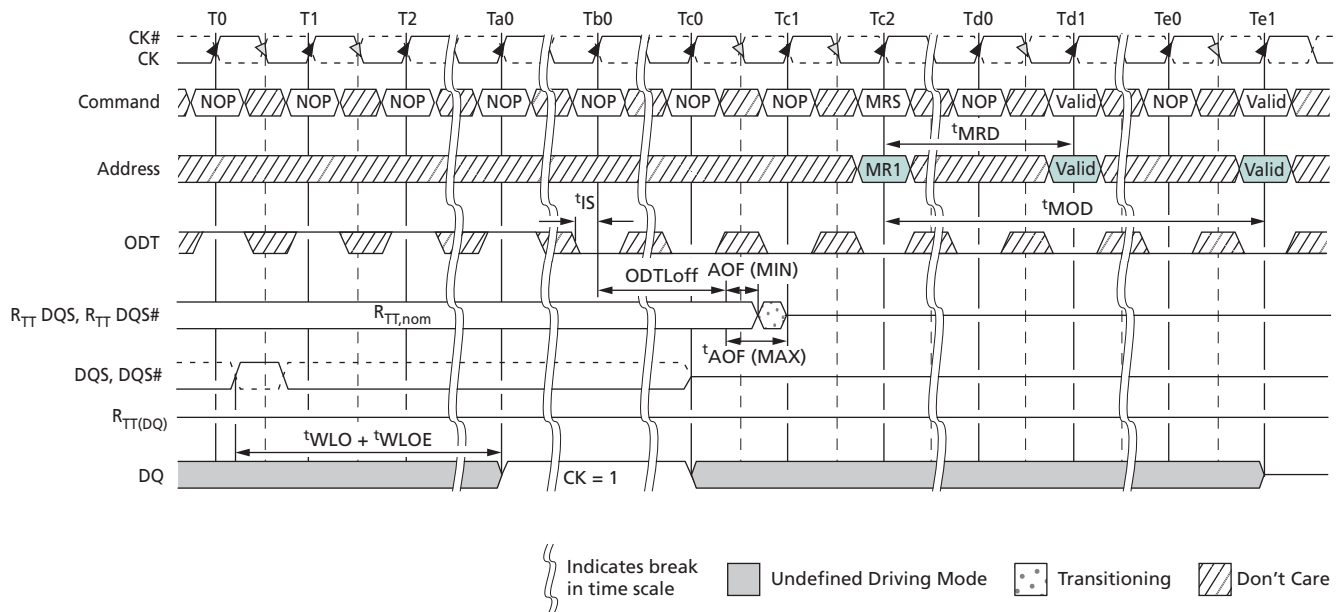 T0 T1 T2 Ta0 Tb0 Tc0 Tc1 Tc2 Td0 Td1 Te0 Te1
CK#
CK
Command NOP NOP NOP NOP NOP NOP NOP MRS NOP Valid NOP Valid
tMRD
Address MR1 Valid Valid
tIS tMOD
ODT
ODTLoff AOF (MIN)
RTT DQS, RTT DQS# RTT,nom
tAOF (MAX)
DQS, DQS#
RTT(DQ)
tWLO + tWLOE
DQ CK = 1
Indicates break
in time scale
Undefined Driving Mode Transitioning Don't Care